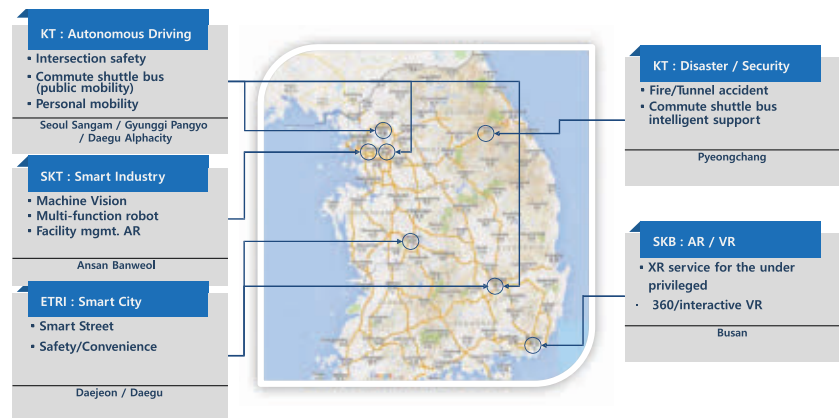 KT : Autonomous Driving
▪ Intersection safety
▪ Commute shuttle bus
(public mobility)
▪ Personal mobility
Seoul Sangam / Gyunggi Pangyo
/ Daegu Alphacity
SKT : Smart Industry
▪ Machine Vision
▪ Multi-function robot
▪ Facility mgmt. AR
Ansan Banweol
ETRI : Smart City
▪ Smart Street
▪ Safety/Convenience
Daejeon / Daegu
KT : Disaster / Security
▪ Fire/Tunnel accident
▪ Commute shuttle bus
intelligent support
Pyeongchang
SKB : AR / VR
▪ XR service for the under
privileged
· 360/interactive VR
Busan